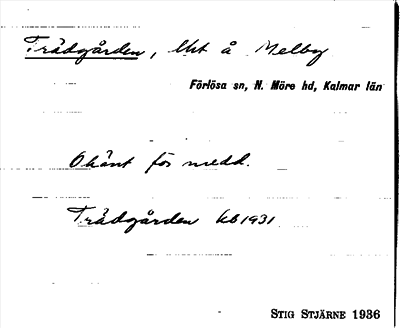 Trädgården, lht å Melby
Förlösa sn, N. Möre hd, Kalmar län
Okänt för medd.
Trädgården kb 1931
STIG STJÄRNE 1936